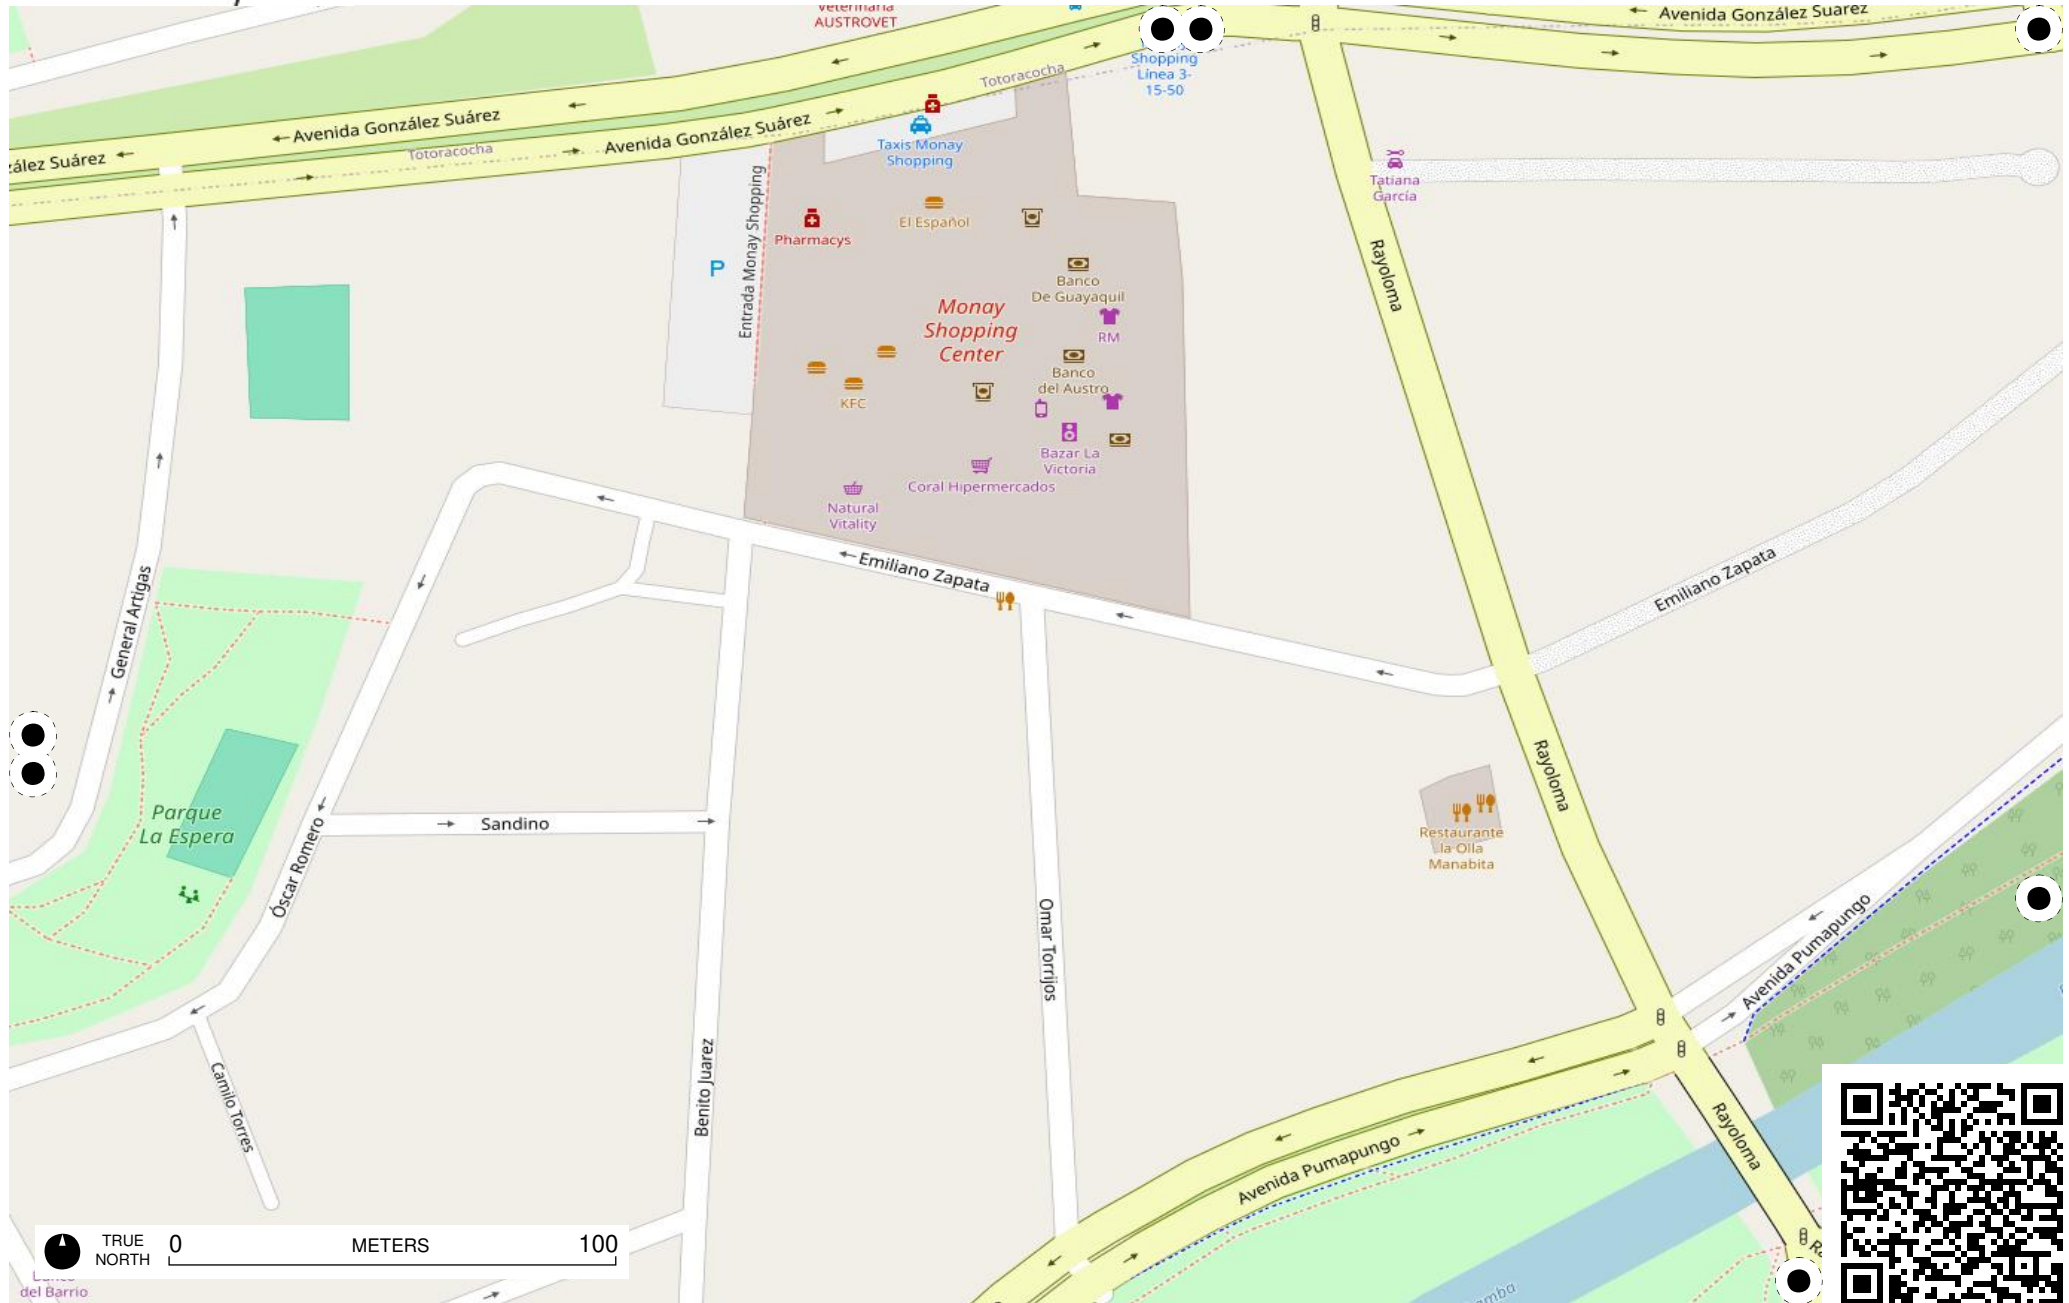 Veterinaria
AUSTROVET
Avenida González Suárez
Shopping
Línea 3-
15-50
Totoracocha
Avenida González Suárez
Avenida González Suárez
Totoracocha
zález Suárez
Taxis Monay
Shopping
Tatiana
García
Entrada Monay Shopping
El Español
Pharmacys
P
Banco
De Guayaquil
Rayoloma
Monay
Shopping
Center
RM
Banco
del Austro
KFC
Bazar La
Victoria
Coral Hipermercados
Natural
Vitality
Emiliano Zapata
Emiliano Zapata
General Artigas
Rayoloma
Parque
La Espera
Sandino
Restaurante
la Olla
Manabita
Óscar Romero
Omar Torrijos
Avenida Pumapungo
Camilo Torres
Benito Juarez
Avenida Pumapungo
Rayoloma
TRUE
NORTH
0
METERS
100
del Barrio